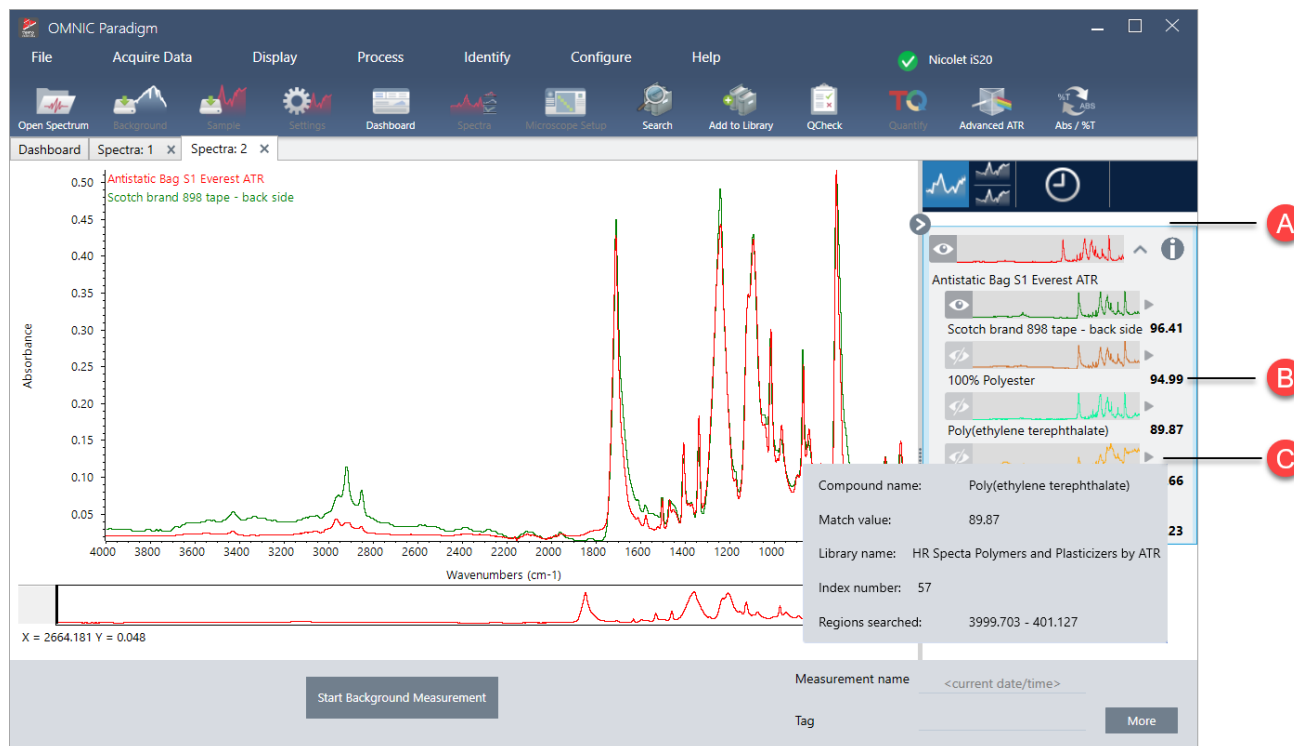 OMNIC Paradigm
File Acquire Data Display Process Identify Configure Help Nicolet iS20
Open Spectrum Background Sample Settings Dashboard Spectra Microscope Setup Search Add to Library QCheck Quantify Advanced ATR Abs / %T
%T ABS
TQ
Dashboard Spectra: 1 Spectra: 2
Antistatic Bag S1 Everest ATR
Scotch brand 898 tape - back side
0.50
0.45
0.40
0.35
0.30
0.25
0.20
0.15
0.10
0.05
Absorbance
4000 3800 3600 3400 3200 3000 2800 2600 2400 2200 2000 1800 1600 1400 1200 1000
Wavenumbers (cm-1)
X = 2664.181 Y = 0.048
A
Antistatic Bag S1 Everest ATR
Scotch brand 898 tape - back side 96.41
100% Polyester 94.99
B
Poly(ethylene terephthalate) 89.87
C
66
23
Compound name: Poly(ethylene terephthalate)
Match value: 89.87
Library name: HR Specta Polymers and Plasticizers by ATR
Index number: 57
Regions searched: 3999.703 - 401.127
Start Background Measurement
Measurement name <current date/time>
Tag
More